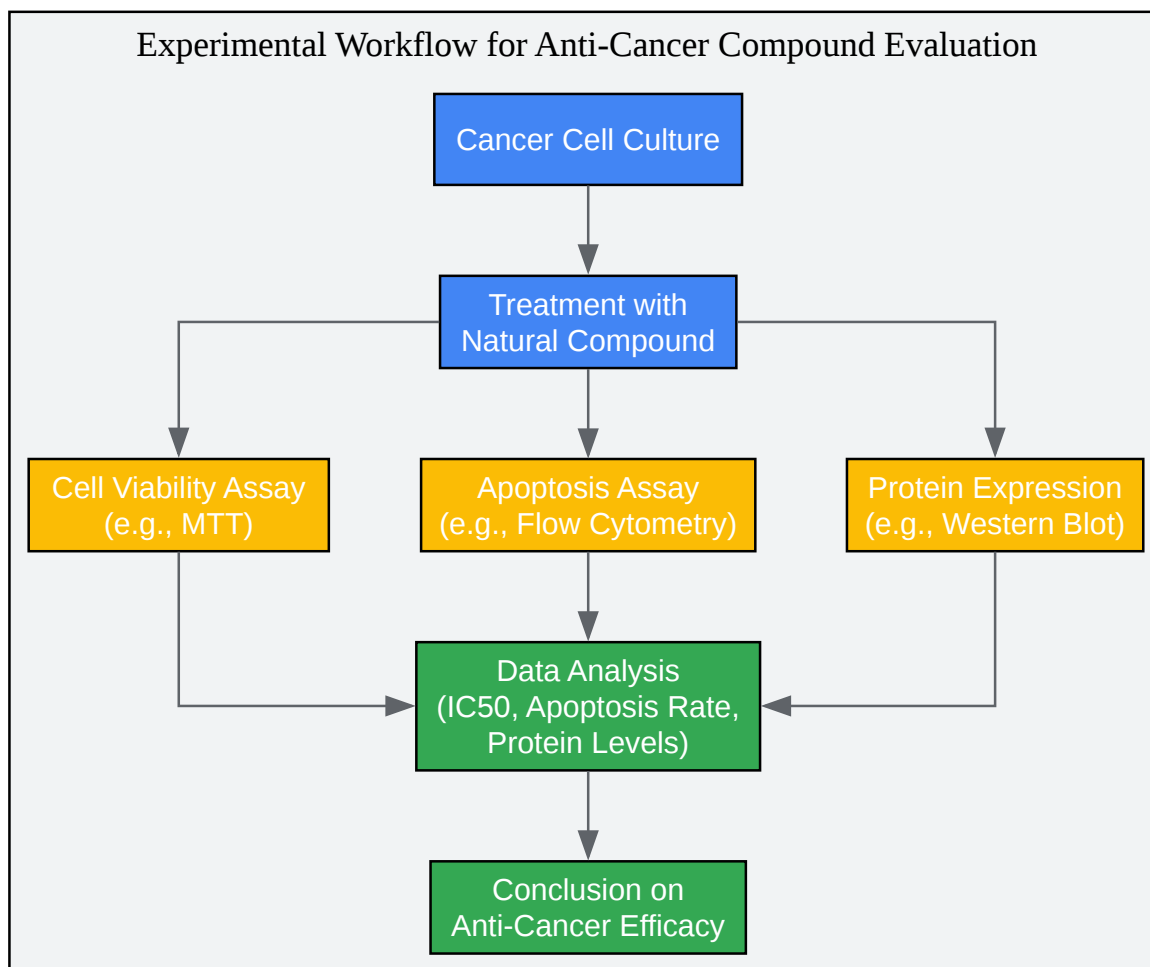 Experimental Workflow for Anti-Cancer Compound Evaluation
Cancer Cell Culture
Treatment with
Natural Compound
Cell Viability Assay
(e.g., MTT)
Apoptosis Assay
(e.g., Flow Cytometry)
Protein Expression
(e.g., Western Blot)
Data Analysis
(IC50, Apoptosis Rate,
Protein Levels)
Conclusion on
Anti-Cancer Efficacy